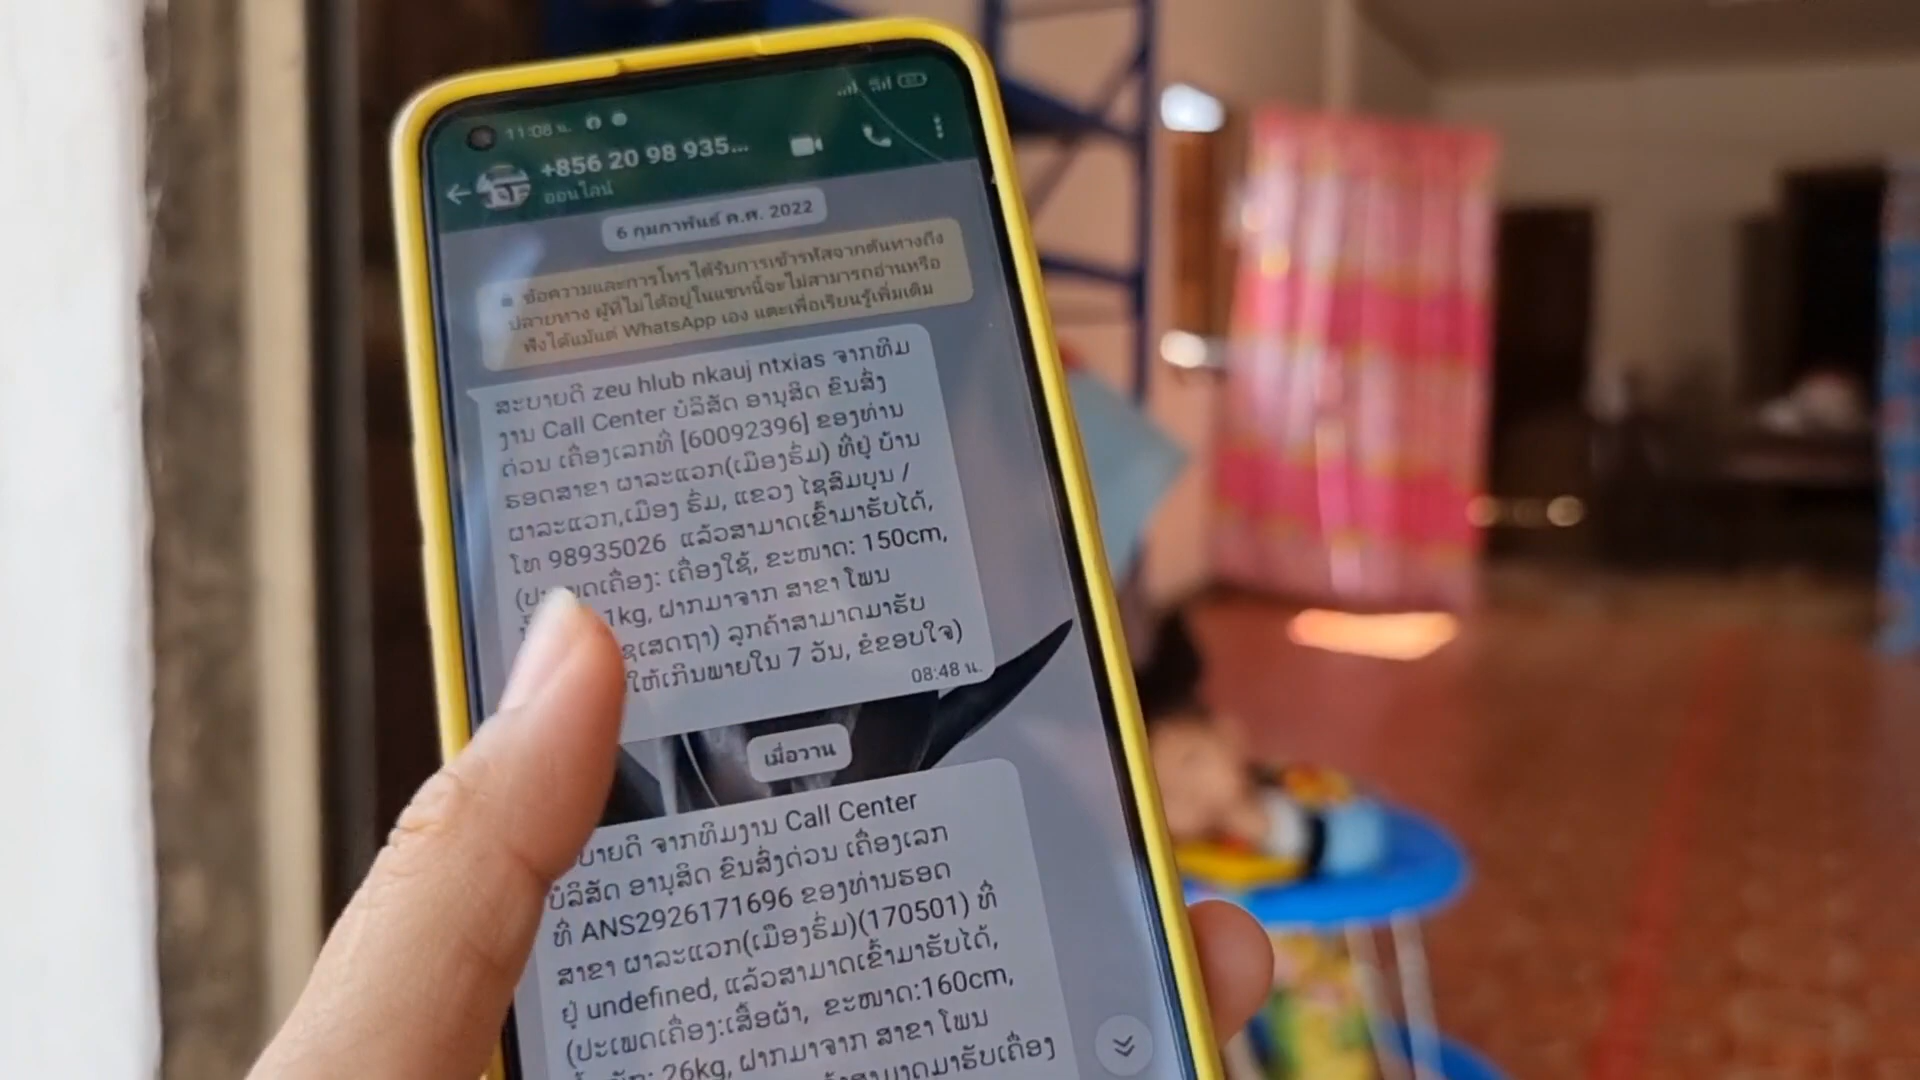 11:08 น.
+856 20 98 935...
ออนไลน์
6 กุมภาพันธ์ ค.ศ. 2022
ข้อความและการโทรได้รับการเข้ารหัสจากต้นทางถึง
ปลายทาง ผู้ที่ไม่ได้อยู่ในแชทนี้จะไม่สามารถอ่านหรือ
ฟังได้แม้แต่ WhatsApp เอง แตะเพื่อเรียนรู้เพิ่มเติม
ສະບາຍດີ zeu hlub nkauj ntxias ຈາກທີມ
ງານ Call Center ບໍລິສັດ ອານຸສິດ ຂົນສົ່ງ
ດ່ວນ ເຄື່ອງເລກທີ່ [60092396] ຂອງທ່ານ
ຮອດສາຂາ ຜາລະແວກ(ເມືອງຮົ່ມ) ທີ່ຢູ່ ບ້ານ
ຜາລະແວກ,ເມືອງ ຮົ່ມ, ແຂວງ ໄຊສົມບູນ /
ໂທ 98935026 ແລ້ວສາມາດເຂົ້າມາຮັບໄດ້,
ເຄື່ອງໃຊ້, ຂະໜາດ: 150cm,
1kg, ຝາກມາຈາກ ສາຂາ ໂພນ
ລູກຄ້າສາມາດມາຮັບ
ໃຫ້ເກີນພາຍໃນ 7 ວັນ, ຂໍຂອບໃຈ)
08:48 น.
เมื่อวาน
ຈາກທີມງານ Call Center
ບໍລິສັດ ອານຸສິດ ຂົນສົ່ງດ່ວນ ເຄື່ອງເລກ
ທີ່ ANS2926171696 ຂອງທ່ານຮອດ
ສາຂາ ຜາລະແວກ(ເມືອງຮົ່ມ)(170501) ທີ່
ຢູ່ undefined, ແລ້ວສາມາດເຂົ້າມາຮັບໄດ້,
(ປະເພດເຄື່ອງ:ເສື້ອຜ້າ, ຂະໜາດ:160cm,
26kg, ຝາກມາຈາກ ສາຂາ ໂພນ